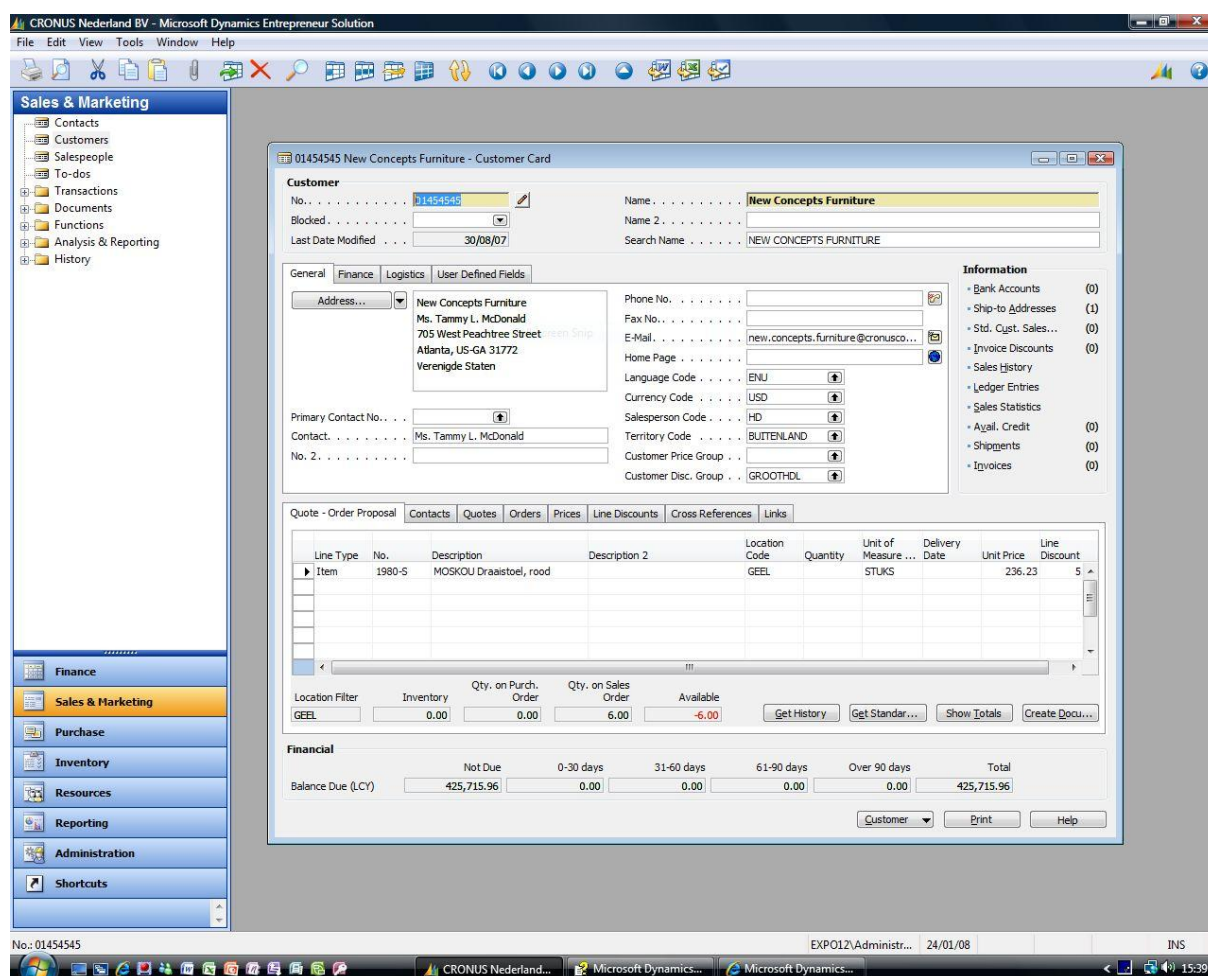 CRONUS Nederland BV - Microsoft Dynamics Entrepreneur Solution
File Edit View Tools Window Help
Sales & Marketing
Contacts
Customers
Salespeople
To-dos
Transactions
Documents
Functions
Analysis & Reporting
History
Finance
Sales & Marketing
Purchase
Inventory
Resources
Reporting
Administration
Shortcuts
01454545 New Concepts Furniture - Customer Card
Customer
No.. . . . . . . . . . . . 01454545 Name. . . . . . . . . . New Concepts Furniture
Blocked. . . . . . . . . . Name 2. . . . . . . . .
Last Date Modified . . . 30/08/07 Search Name . . . . . . NEW CONCEPTS FURNITURE
General Finance Logistics User Defined Fields
Address...
New Concepts Furniture
Ms. Tammy L. McDonald
705 West Peachtree Street
Atlanta, US-GA 31772
Verenigde Staten
Primary Contact No.. . .
Contact. . . . . . . . . . Ms. Tammy L. McDonald
No. 2. . . . . . . . . . .
Phone No. . . . . . . . .
Fax No.. . . . . . . . . .
E-Mail. . . . . . . . . . . new.concepts.furniture@cronusco...
Home Page . . . . . . .
Language Code . . . . . ENU
Currency Code . . . . . USD
Salesperson Code . . . . HD
Territory Code . . . . . BUITENLAND
Customer Price Group . .
Customer Disc. Group . . GROOTHDL
Information
Bank Accounts (0)
Ship-to Addresses (1)
Std. Cust. Sales... (0)
Invoice Discounts (0)
Sales History
Ledger Entries
Sales Statistics
Avail. Credit (0)
Shipments (0)
Invoices (0)
Quote - Order Proposal Contacts Quotes Orders Prices Line Discounts Cross References Links
Line Type No. Description Description 2 Location Code Quantity Unit of Measure ... Delivery Date Unit Price Line Discount
Item 1980-S MOSKOU Draaistoel, rood GEEL STUKS 236.23 5
Location Filter Inventory Qty. on Purch. Order Qty. on Sales Order Available
GEEL 0.00 0.00 6.00 -6.00 Get History Get Standar... Show Totals Create Docu...
Financial
Not Due 0-30 days 31-60 days 61-90 days Over 90 days Total
Balance Due (LCY) 425,715.96 0.00 0.00 0.00 0.00 425,715.96
Customer Print Help
No.: 01454545 EXPO12\Administr... 24/01/08 INS
CRONUS Nederland... Microsoft Dynamics... Microsoft Dynamics... 15:39